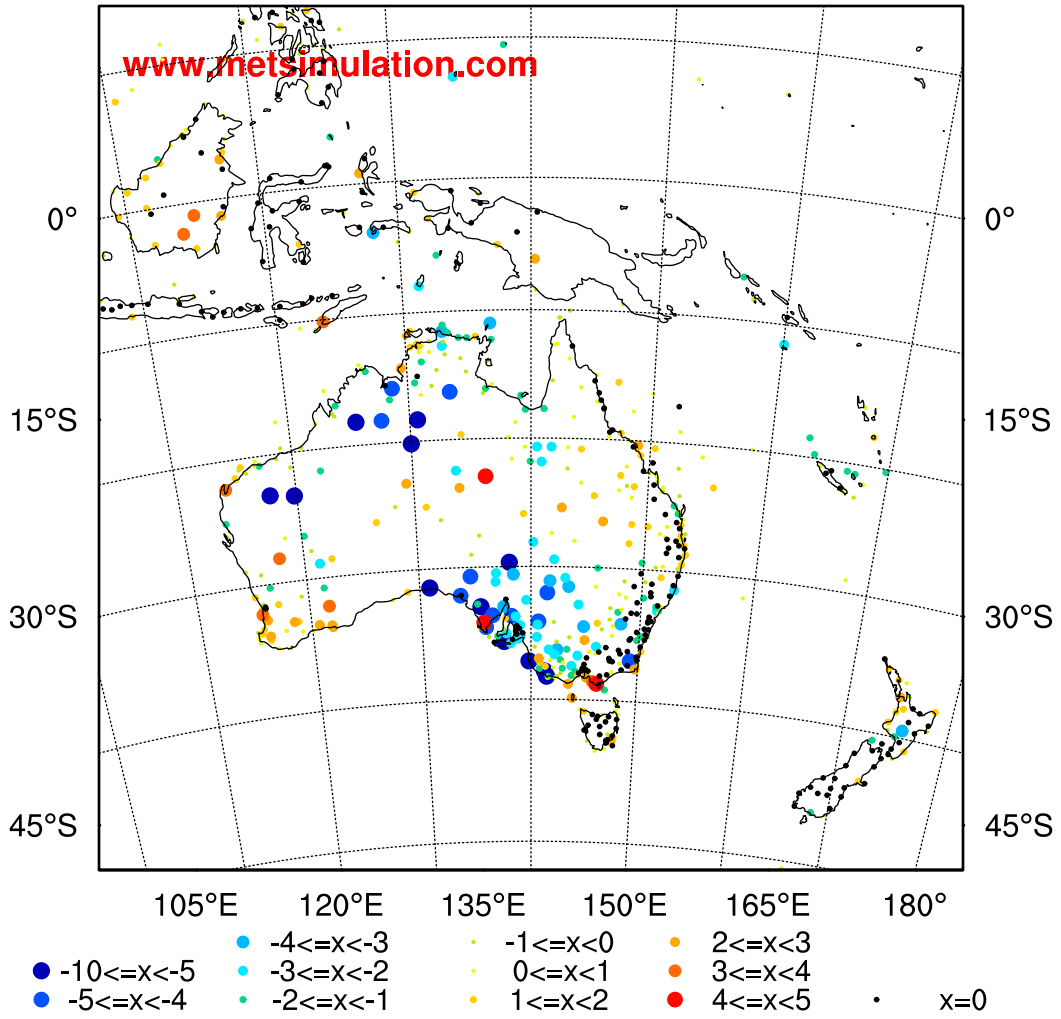 www.metsimulation.com
0° 0°
15°S 15°S
30°S 30°S
45°S 45°S
105°E 120°E 135°E 150°E 165°E 180°
-4<=x<-3 -1<=x<0 2<=x<3
-10<=x<-5 -3<=x<-2 0<=x<1 3<=x<4
-5<=x<-4 -2<=x<-1 1<=x<2 4<=x<5 x=0